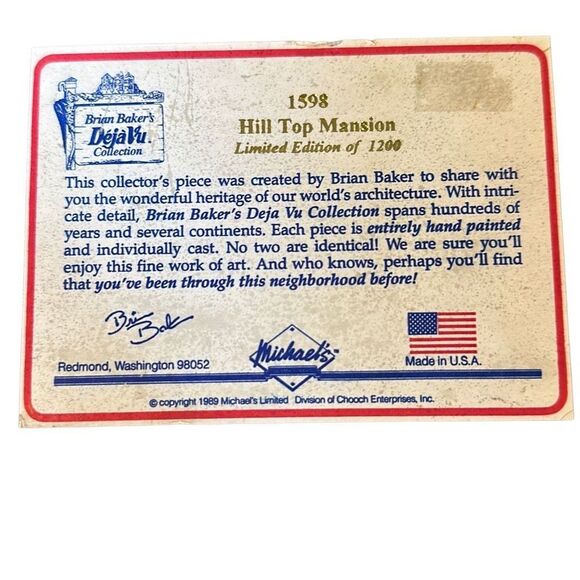 Brian Baker's
DéjàVu
Collection
1598
Hill Top Mansion
Limited Edition of 1200
This collector's piece was created by Brian Baker to share with
you the wonderful heritage of our world's architecture. With intri-
cate detail, Brian Baker's Deja Vu Collection spans hundreds of
years and several continents. Each piece is entirely hand painted
and individually cast. No two are identical! We are sure you'll
enjoy this fine work of art. And who knows, perhaps you'll find
that you've been through this neighborhood before!
Brian Baker
Redmond, Washington 98052
Michael's
Made in U.S.A.
© copyright 1989 Michael's Limited Division of Chooch Enterprises, Inc.